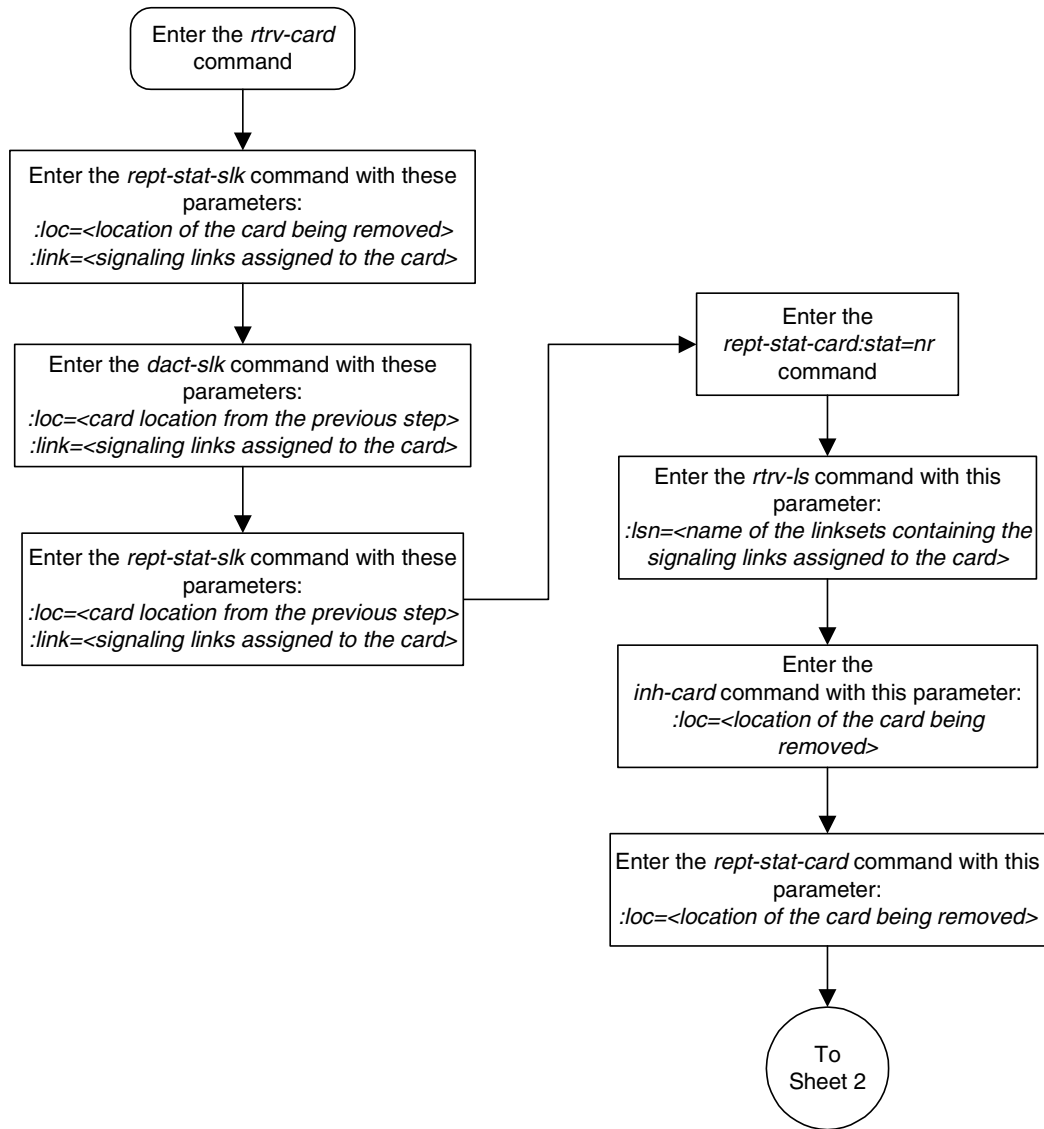 Enter the rtrv-card
command
Enter the rept-stat-slk command with these
parameters:
:loc=<location of the card being removed>
:link=<signaling links assigned to the card>
Enter the dact-slk command with these
parameters:
:loc=<card location from the previous step>
:link=<signaling links assigned to the card>
Enter the rept-stat-slk command with these
parameters:
:loc=<card location from the previous step>
:link=<signaling links assigned to the card>
Enter the
rept-stat-card:stat=nr
command
Enter the rtrv-ls command with this
parameter:
:lsn=<name of the linksets containing the
signaling links assigned to the card>
Enter the
inh-card command with this parameter:
:loc=<location of the card being
removed>
Enter the rept-stat-card command with this
parameter:
:loc=<location of the card being removed>
To
Sheet 2